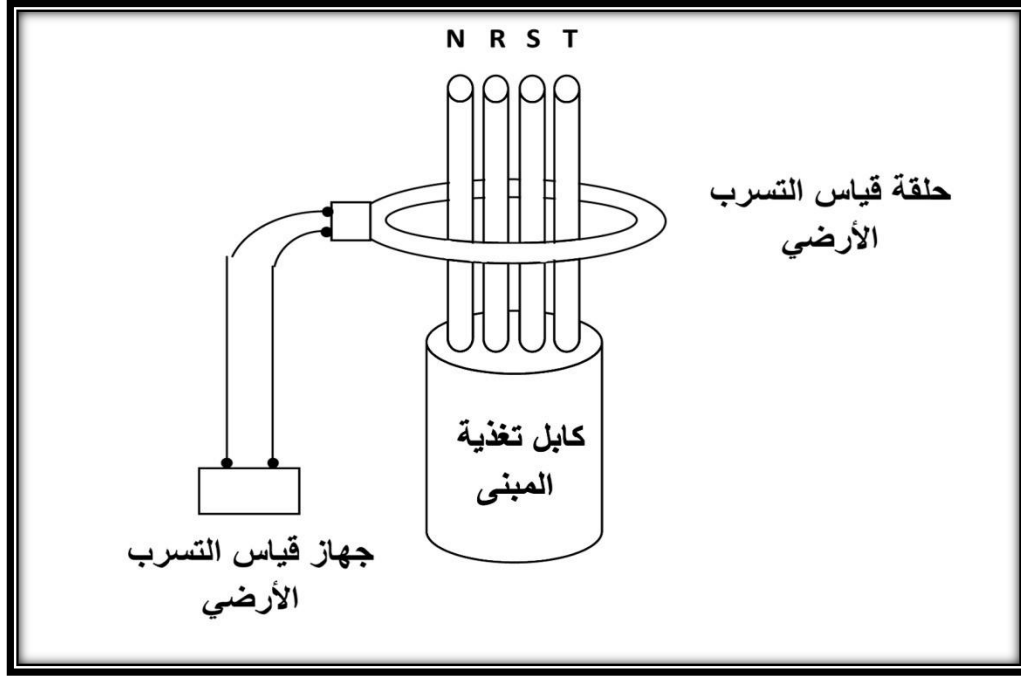 N R S T
حلقة قياس التسرب
الأرضي
كابل تغذية
المبنى
جهاز قياس التسرب
الأرضي